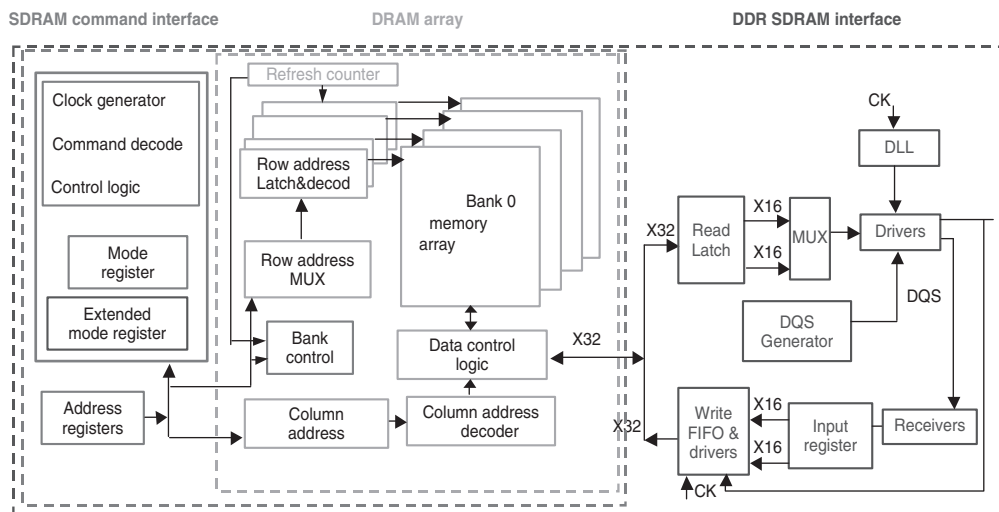 SDRAM command interface
DRAM array
DDR SDRAM interface
Refresh counter
Clock generator
Command decode
Control logic
Mode
register
Extended
mode register
Address
registers
Row address
Latch&decod
Row address
MUX
Bank
control
Column
address
Bank 0
memory
array
Data control
logic
Column address
decoder
X32
X32
X32
Read
Latch
X16
X16
MUX
CK
DLL
Drivers
DQS
DQS
Generator
Write
FIFO &
drivers
X16
X16
Input
register
Receivers
CK